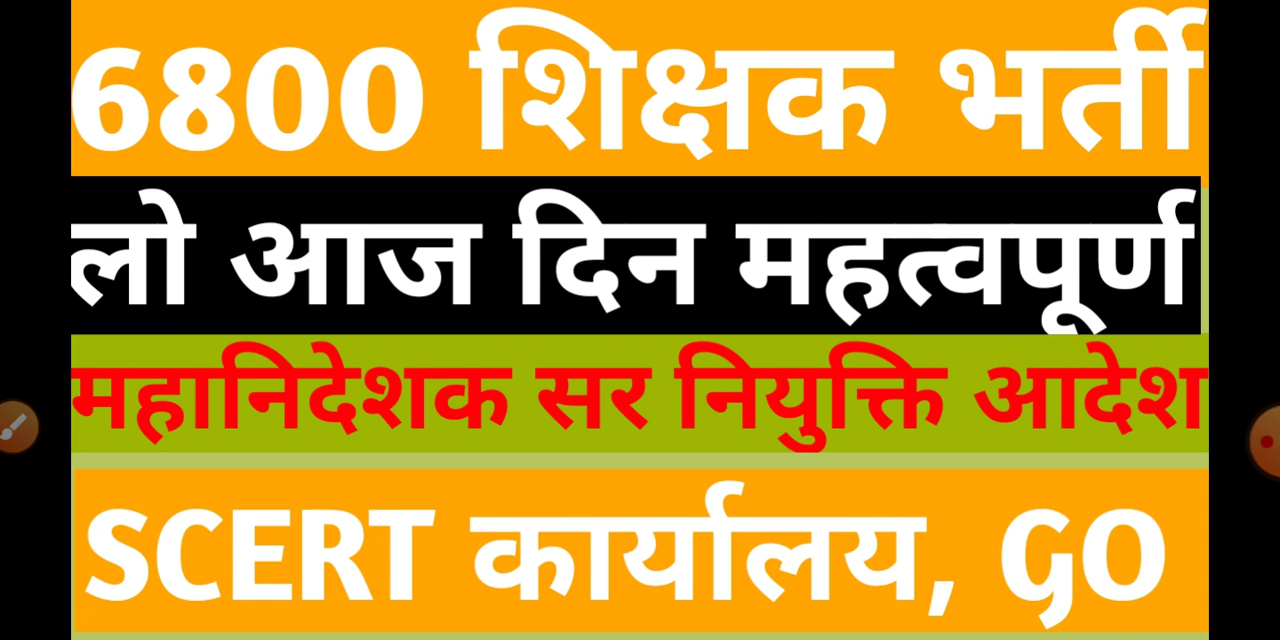 6800 शिक्षक भर्ती
लो आज दिन महत्वपूर्ण
महानिदेशक सर नियुक्ति आदेश
SCERT कार्यालय, GO